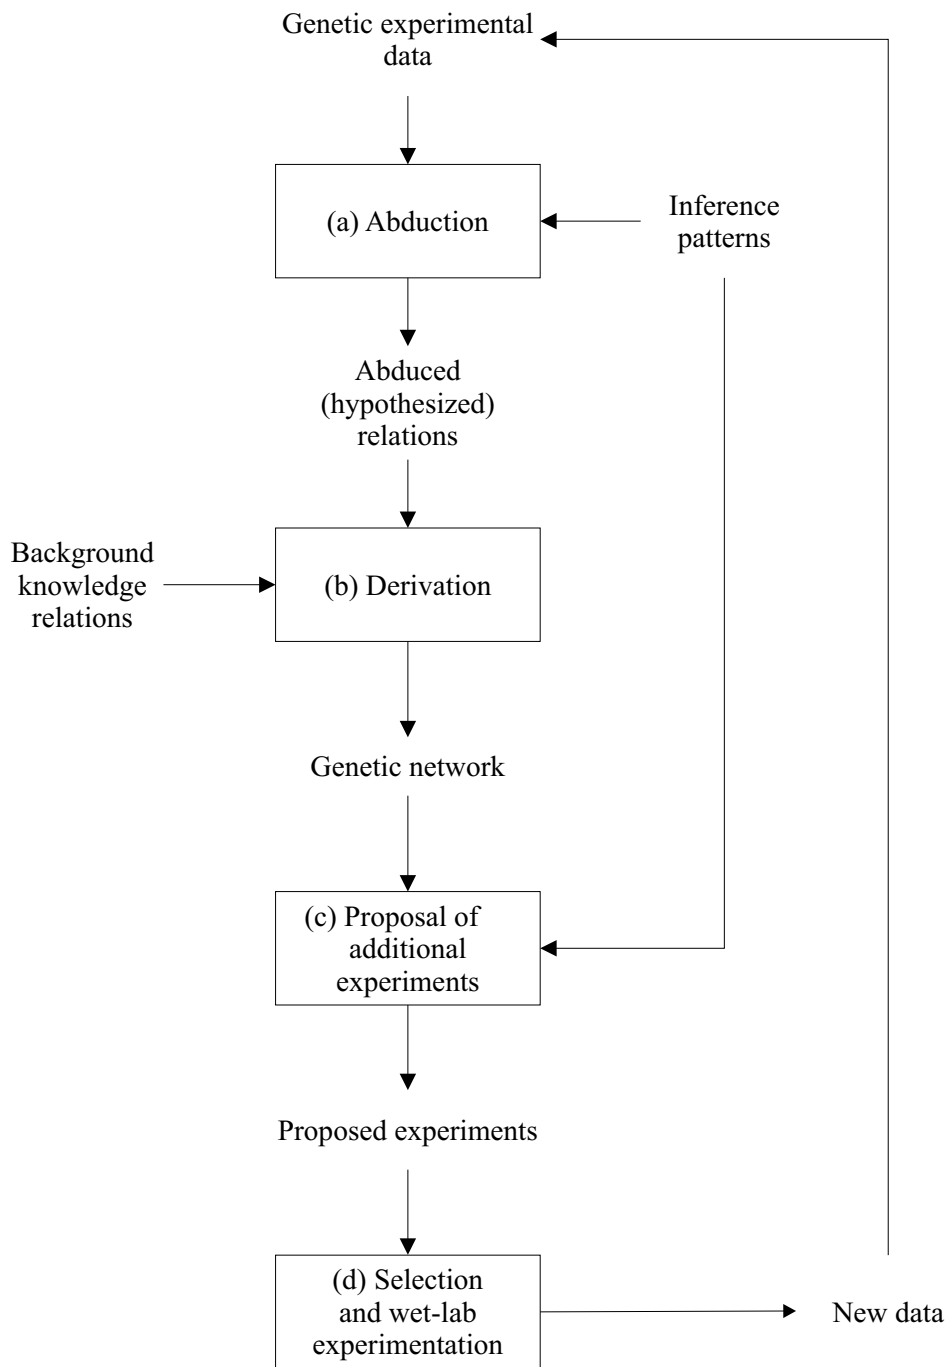 Genetic experimental
data
(a) Abduction
Inference
patterns
Abduced
(hypothesized)
relations
Background
knowledge
relations
(b) Derivation
Genetic network
(c) Proposal of
additional
experiments
Proposed experiments
(d) Selection
and wet-lab
experimentation
New data